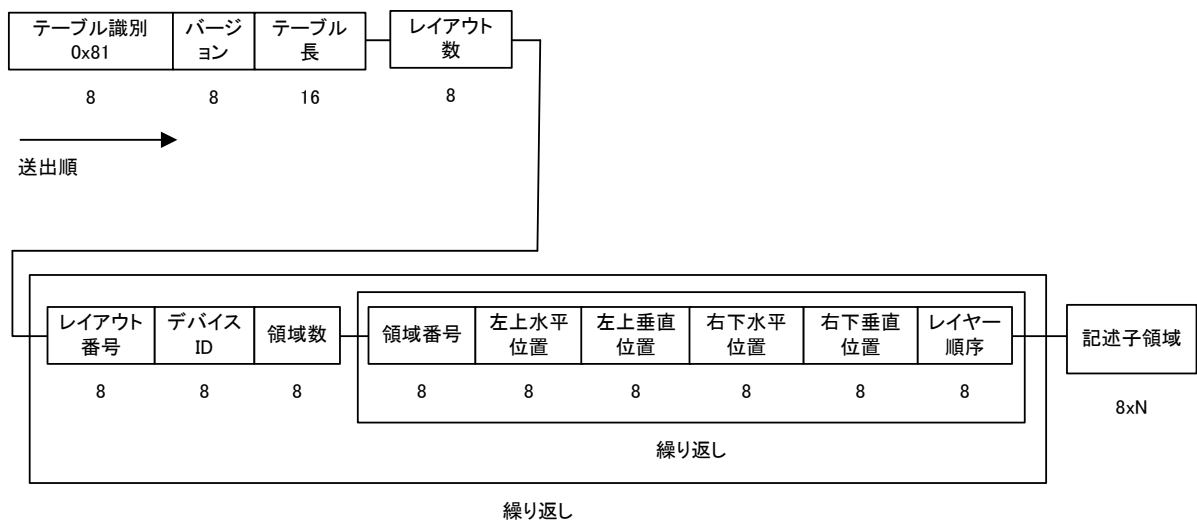 テーブル識別
0x81
バージ
ョン
テーブル
長
レイアウト
数
8
8
16
8
送出順
レイアウト
番号
デバイス
ID
領域数
領域番号
左上水平
位置
左上垂直
位置
右下水平
位置
右下垂直
位置
レイヤー
順序
記述子領域
8
8
8
8
8
8
8
8
8
8xN
繰り返し
繰り返し